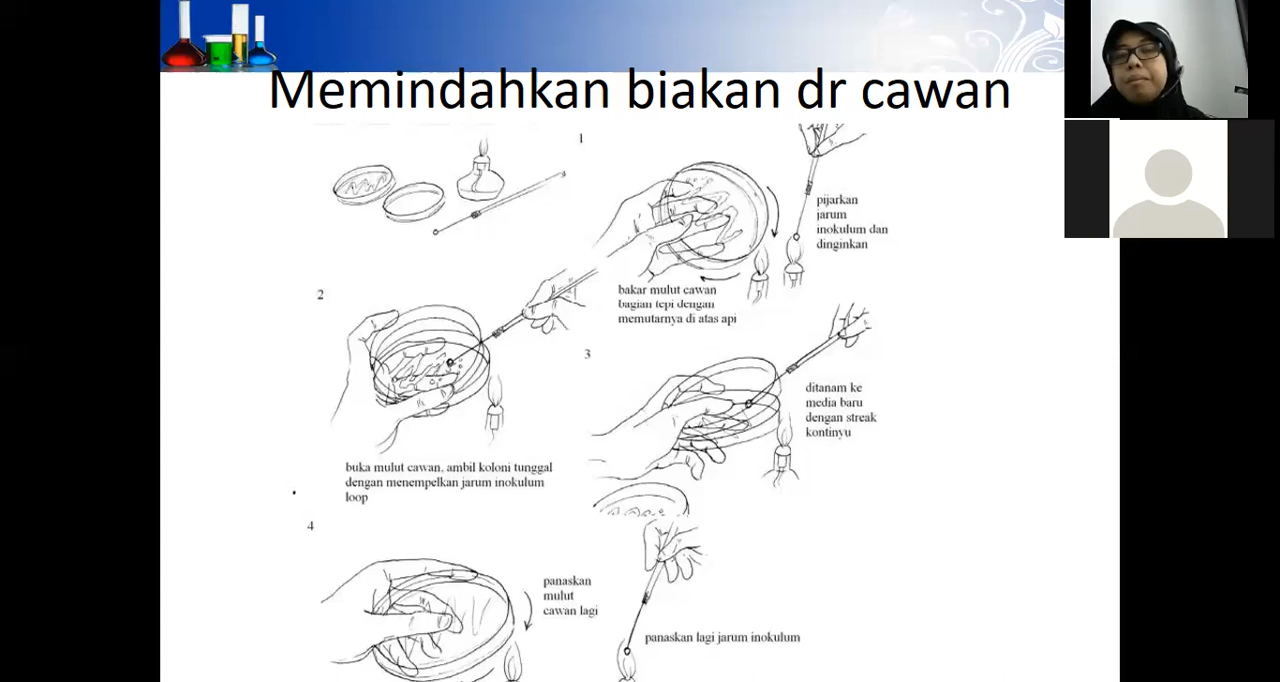 Memindahkan biakan dr cawan
1
pijarkan
jarum
inokulum dan
dinginkan
bakar mulut cawan
bagian tepi dengan
memutarnya di atas api
2
buka mulut cawan, ambil koloni tunggal
dengan menempelkan jarum inokulum
loop
3
ditanam ke
media baru
dengan streak
kontinyu
4
panaskan
mulut
cawan lagi
panaskan lagi jarum inokulum